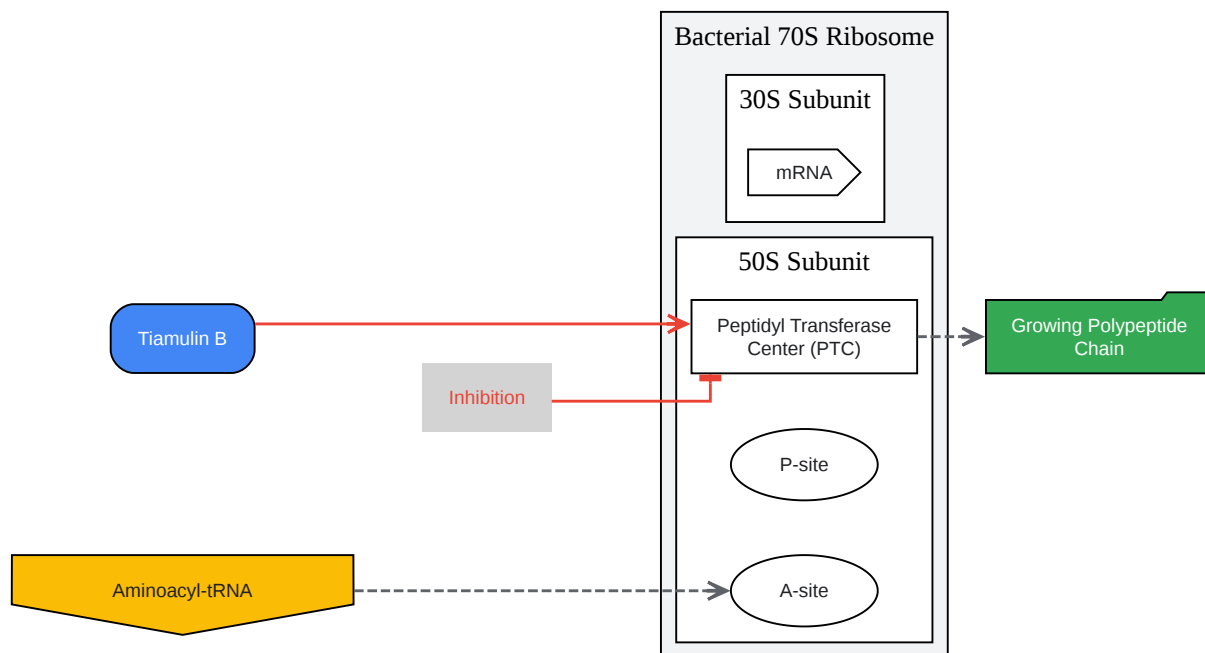 Bacterial 70S Ribosome
30S Subunit
mRNA
50S Subunit
Tiamulin B
Peptidyl Transferase
Center (PTC)
Growing Polypeptide
Chain
Inhibition
P-site
Aminoacyl-tRNA
A-site